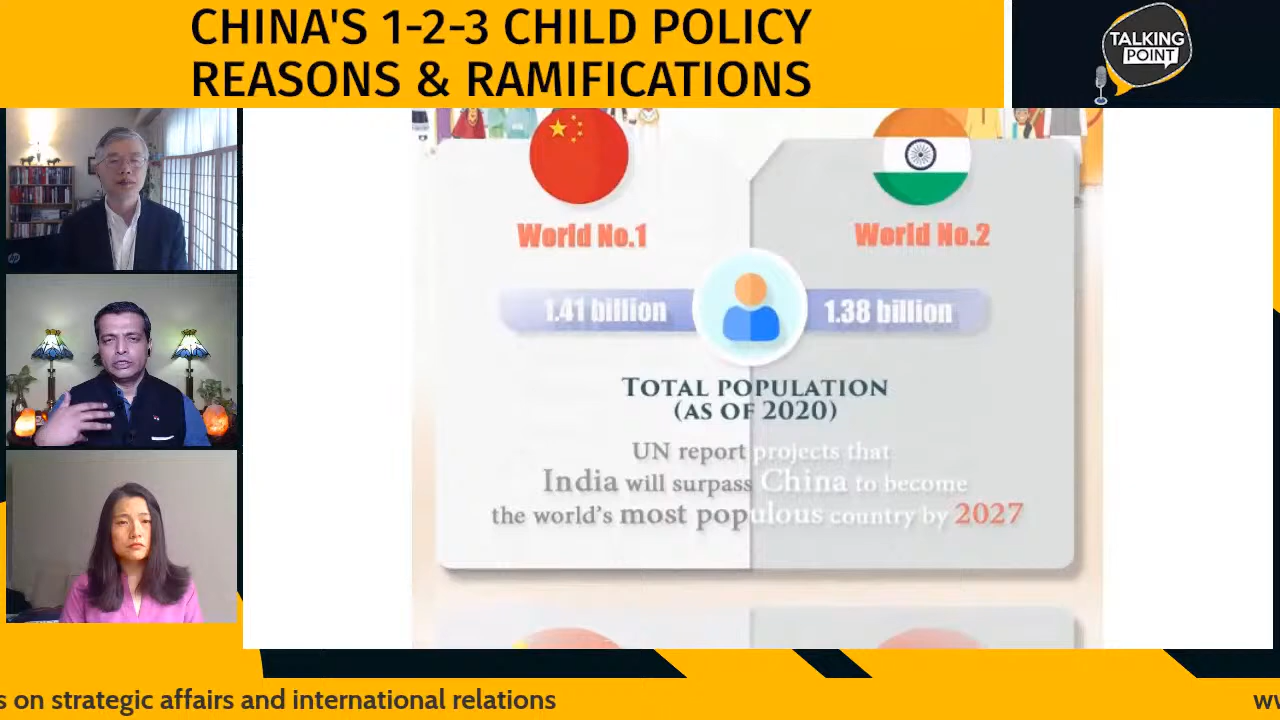 CHINA'S 1-2-3 CHILD POLICY
REASONS & RAMIFICATIONS
TALKING
POINT
World No.1
World No.2
1.41 billion
1.38 billion
TOTAL POPULATION
(AS OF 2020)
UN report projects that
India will surpass China to become
the world's most populous country by 2027
hp
s on strategic affairs and international relations
ww